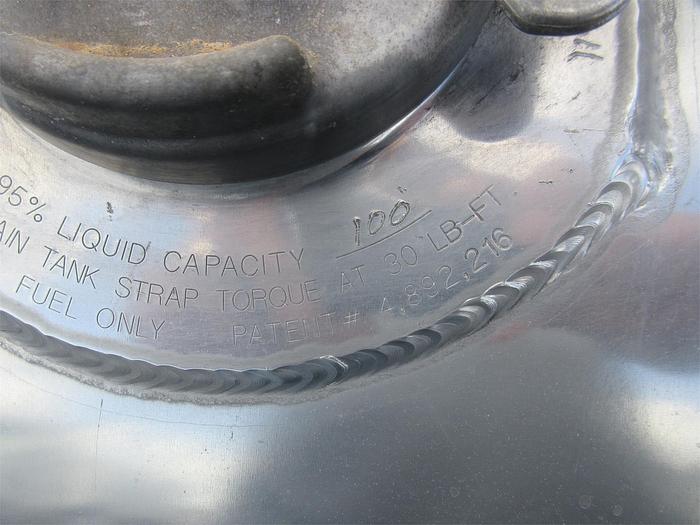 95% LIQUID CAPACITY 100
AIN TANK STRAP TORQUE AT 30 LB-FT
FUEL ONLY PATENT# 4,892,216